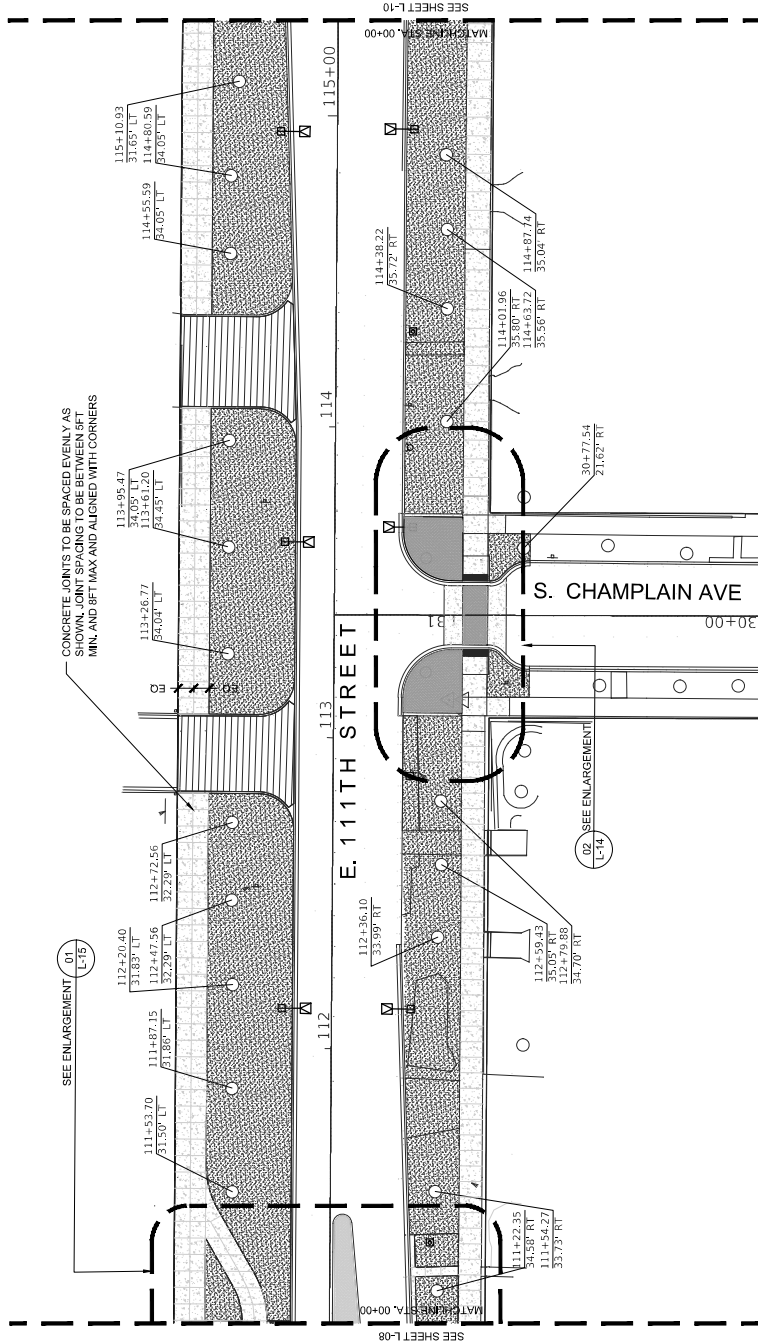 SEE SHEET L-10
MATCHLINE STA. 00+00
115+00
115+10.93
31.65' LT
114+80.59
34.05' LT
114+55.59
34.05' LT
114+87.74
35.04' RT
114+38.22
35.72' RT
114+01.96
35.80' RT
114+63.72
35.56' RT
114
CONCRETE JOINTS TO BE SPACED EVENLY AS
SHOWN. JOINT SPACING TO BE BETWEEN 5FT
MIN. AND 8FT MAX AND ALIGNED WITH CORNERS
113+95.47
34.05' LT
113+61.20
34.45' LT
30+77.54
21.62' RT
113+26.77
34.04' LT
S. CHAMPLAIN AVE
31
30+00
EQ
EQ
113
E. 111TH STREET
02
L-14
SEE ENLARGEMENT
112+72.56
32.29' LT
112+20.40
31.83' LT
112+47.56
32.29' LT
112+36.10
33.99' RT
112+59.43
35.05' RT
112+79.88
34.70' RT
SEE ENLARGEMENT
01
L-15
112
111+87.15
31.86' LT
111+53.70
31.50' LT
111+22.35
34.58' RT
111+54.27
33.73' RT
MATCHLINE STA. 00+00
SEE SHEET L-08